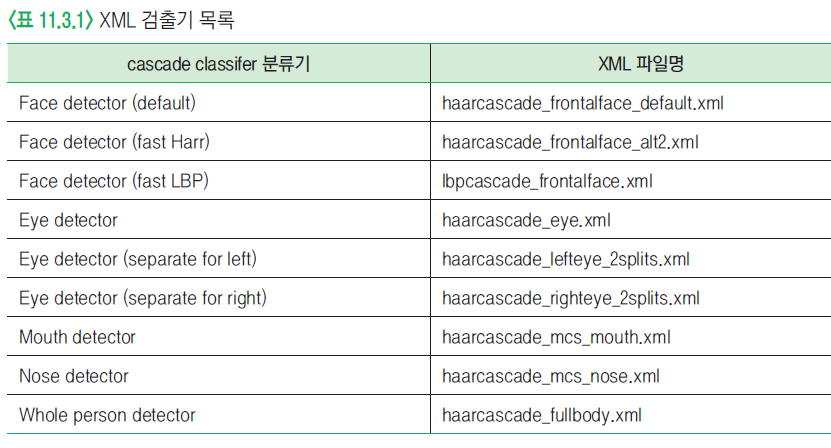 <표 11.3.1> XML 검출기 목록
cascade classifer 분류기 XML 파일명
Face detector (default) haarcascade_frontalface_default.xml
Face detector (fast Harr) haarcascade_frontalface_alt2.xml
Face detector (fast LBP) lbpcascade_frontalface.xml
Eye detector haarcascade_eye.xml
Eye detector (separate for left) haarcascade_lefteye_2splits.xml
Eye detector (separate for right) haarcascade_righteye_2splits.xml
Mouth detector haarcascade_mcs_mouth.xml
Nose detector haarcascade_mcs_nose.xml
Whole person detector haarcascade_fullbody.xml